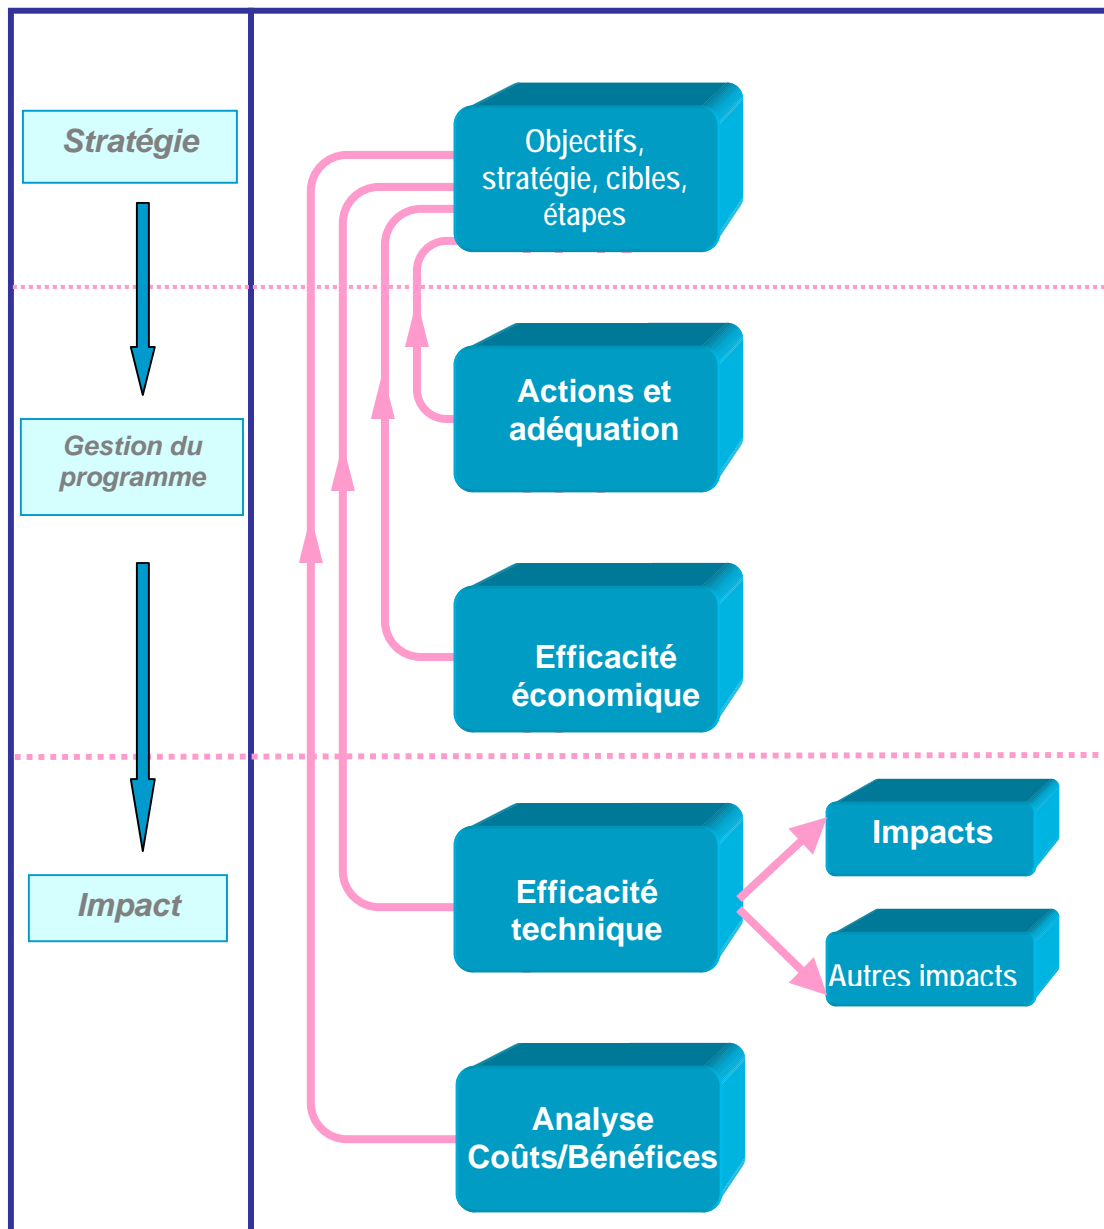 Stratégie
Objectifs,
stratégie, cibles,
étapes
Gestion du
programme
Actions et
adéquation
Efficacité
économique
Impact
Efficacité
technique
Impacts
Autres impacts
Analyse
Coûts/Bénéfices